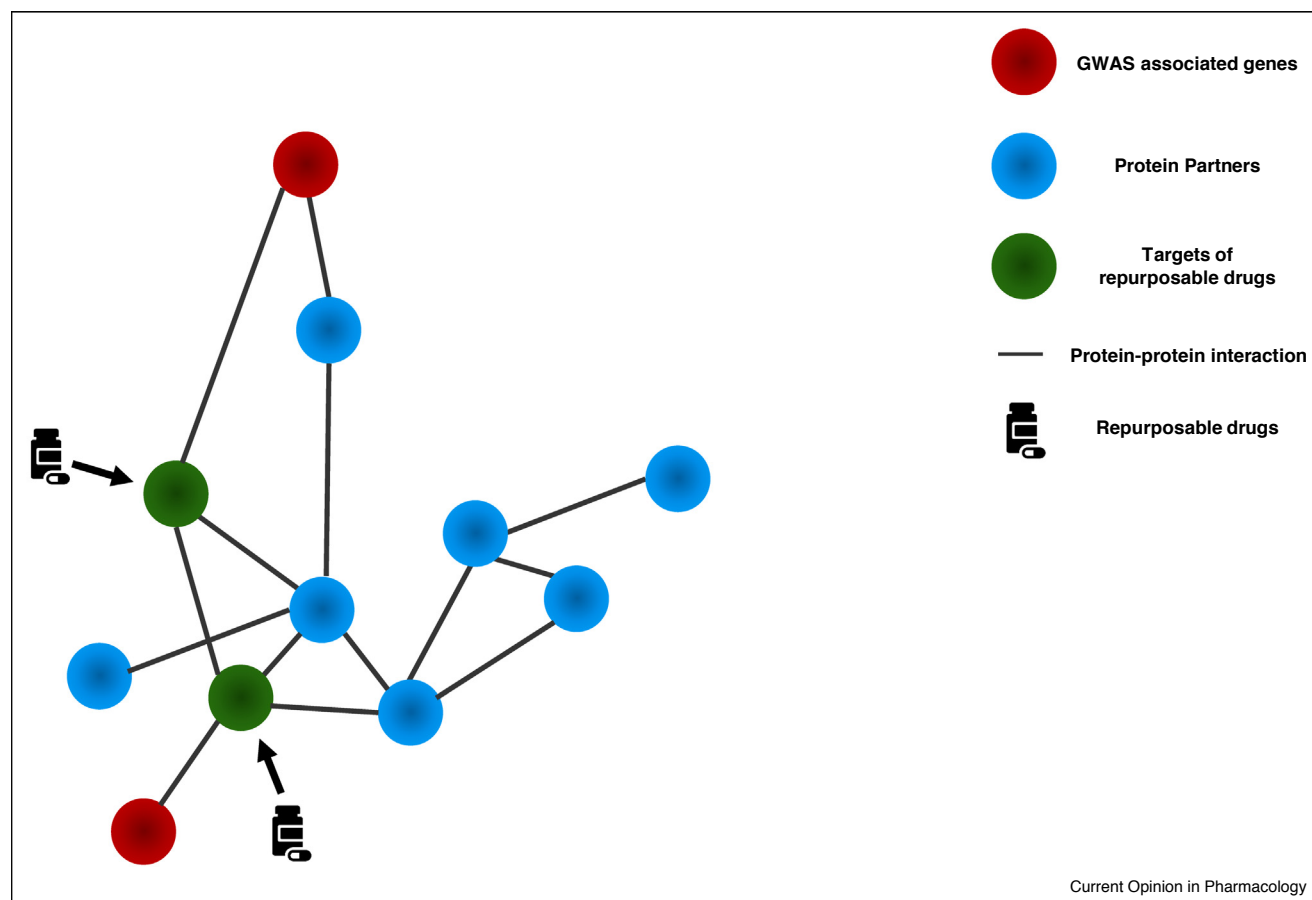 GWAS associated genes
Protein Partners
Targets of
repurposable drugs
Protein-protein interaction
Repurposable drugs
Current Opinion in Pharmacology